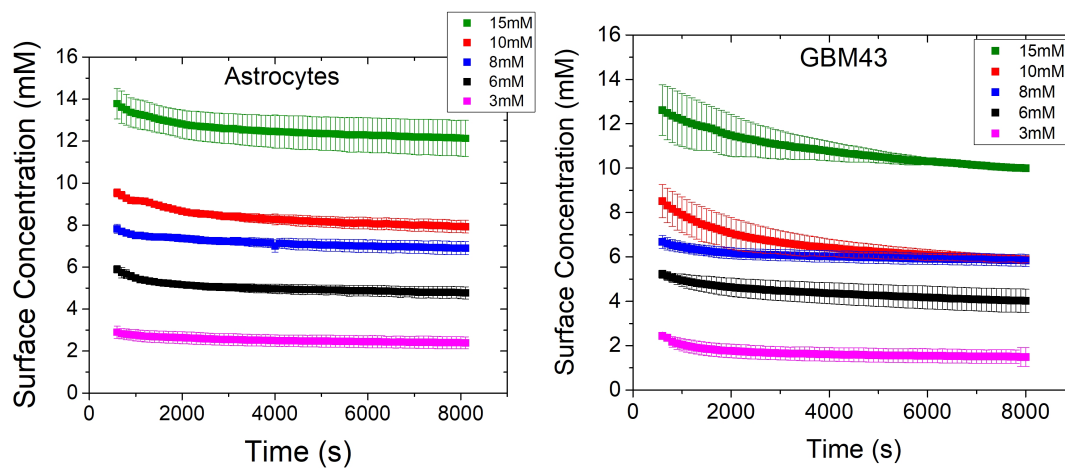 15mM
10mM
8mM
6mM
3mM
Astrocytes
Surface Concentration (mM)
16
14
12
10
8
6
4
2
0
0 2000 4000 6000 8000
Time (s)
15mM
10mM
8mM
6mM
3mM
GBM43
Surface Concentration (mM)
16
14
12
10
8
6
4
2
0
0 2000 4000 6000 8000
Time (s)